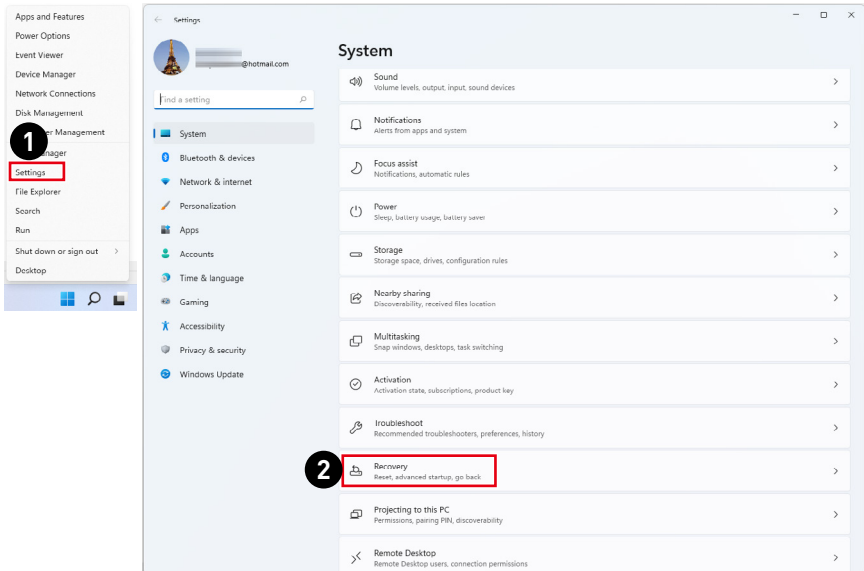 Apps and Features
Power Options
Event Viewer
Device Manager
Network Connections
Disk Management
er Management
1
anager
Settings
File Explorer
Search
Run
Shut down or sign out
Desktop
Settings
@hotmail.com
Find a setting
System
Bluetooth & devices
Network & internet
Personalization
Apps
Accounts
Time & language
Gaming
Accessibility
Privacy & security
Windows Update
System
Sound
Volume levels, output, input, sound devices
Notifications
Alerts from apps and system
Focus assist
Notifications, automatic rules
Power
Sleep, battery usage, battery saver
Storage
Storage space, drives, configuration rules
Nearby sharing
Discoverability, received files location
Multitasking
Snap windows, desktops, task switching
Activation
Activation state, subscriptions, product key
Troubleshoot
Recommended troubleshooters, preferences, history
2
Recovery
Reset, advanced startup, go back
Projecting to this PC
Permissions, pairing PIN, discoverability
Remote Desktop
Remote Desktop users, connection permissions